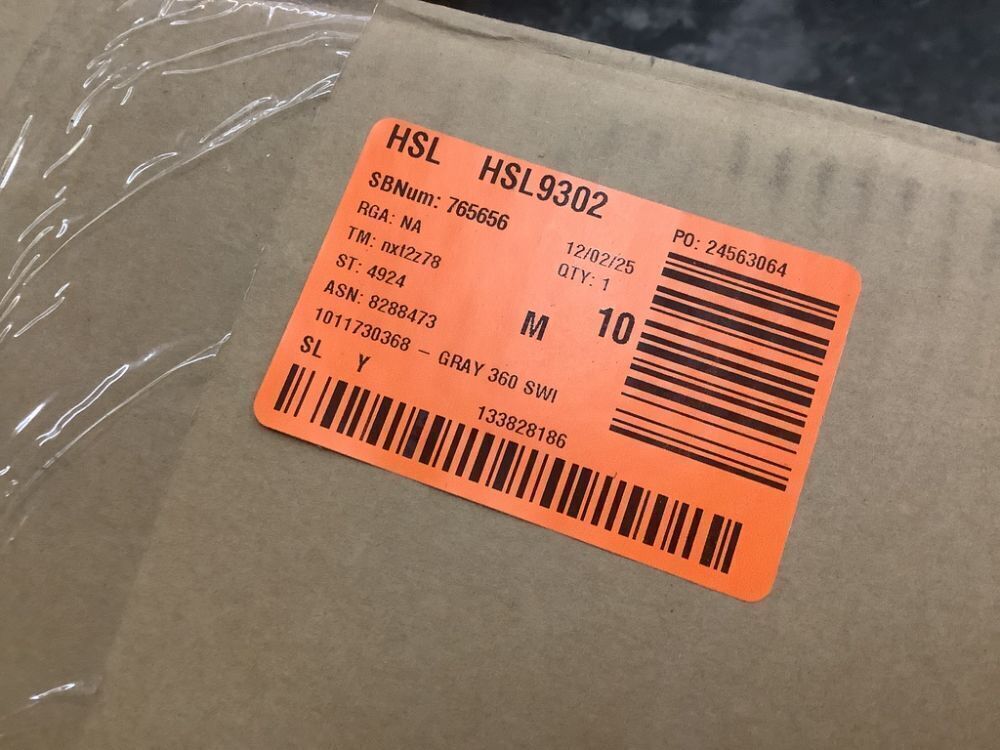 HSL HSL9302
SBNum: 765656
RGA: NA
12/02/25
PO: 24563064
TM: nxt2z78
QTY: 1
ST: 4924
ASN: 8288473
M 10
1011730368 – GRAY 360 SWI
SL Y
133828186